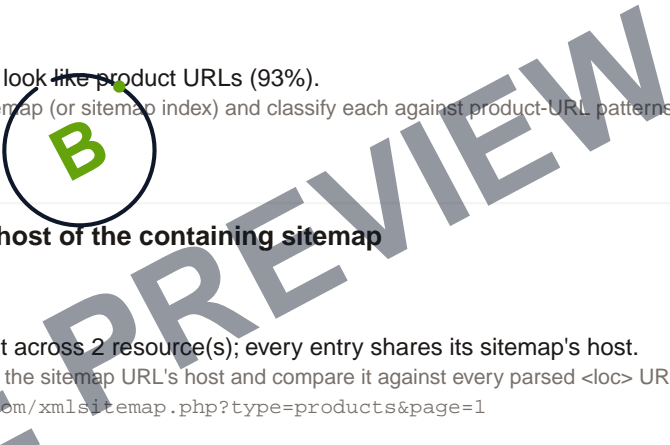 look like product URLs (93%).
emap (or sitemap index) and classify each against product-URL patterns
B
host of the containing sitemap
PREVIEW
t across 2 resource(s); every entry shares its sitemap's host.
the sitemap URL's host and compare it against every parsed <loc> UR
om/xmlsitemap.php?type=products&page=1